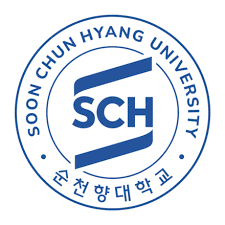 SOON CHUN HYANG UNIVERSITY
SCH
순천향대학교